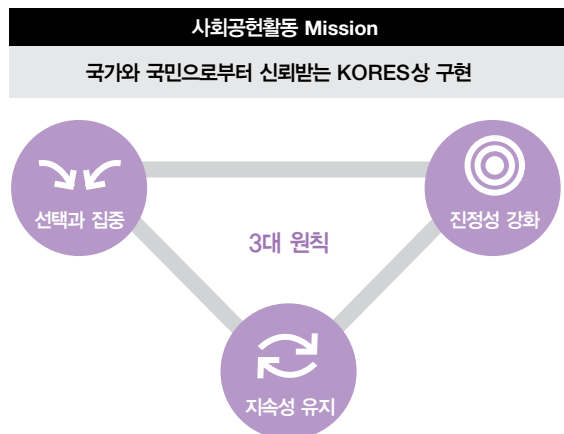 사회공헌활동 Mission
국가와 국민으로부터 신뢰받는 KORES상 구현
선택과 집중
진정성 강화
3대 원칙
지속성 유지